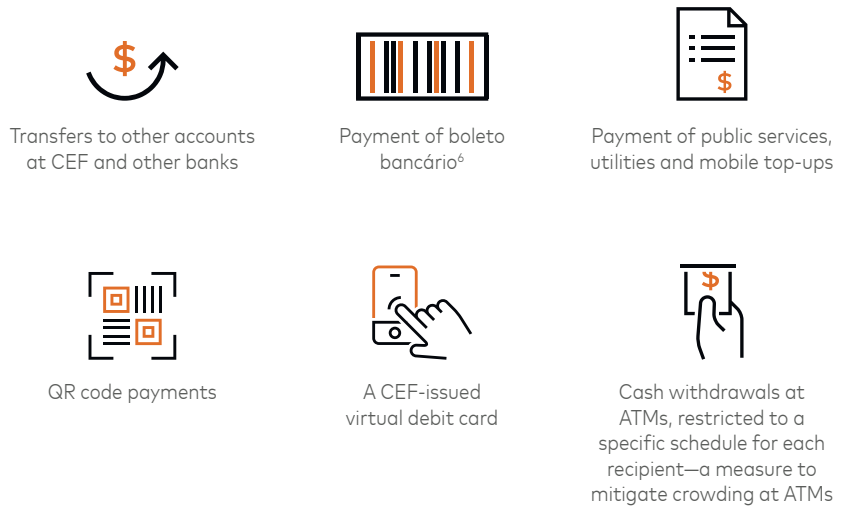 $
Transfers to other accounts
at CEF and other banks
Payment of boleto
bancário⁶
$
Payment of public services,
utilities and mobile top-ups
QR code payments
A CEF-issued
virtual debit card
$
Cash withdrawals at
ATMs, restricted to a
specific schedule for each
recipient—a measure to
mitigate crowding at ATMs